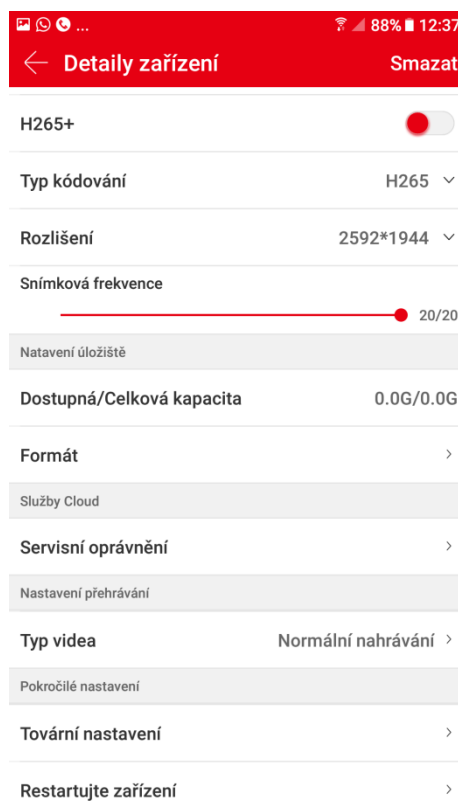 ... 88% 12:37
Detaily zařízení Smazat
H265+
Typ kódování H265
Rozlišení 2592*1944
Snímková frekvence
20/20
Natavení úložiště
Dostupná/Celková kapacita 0.0G/0.0G
Formát
Služby Cloud
Servisní oprávnění
Nastavení přehrávání
Typ videa Normální nahrávání
Pokročilé nastavení
Tovární nastavení
Restartujte zařízení